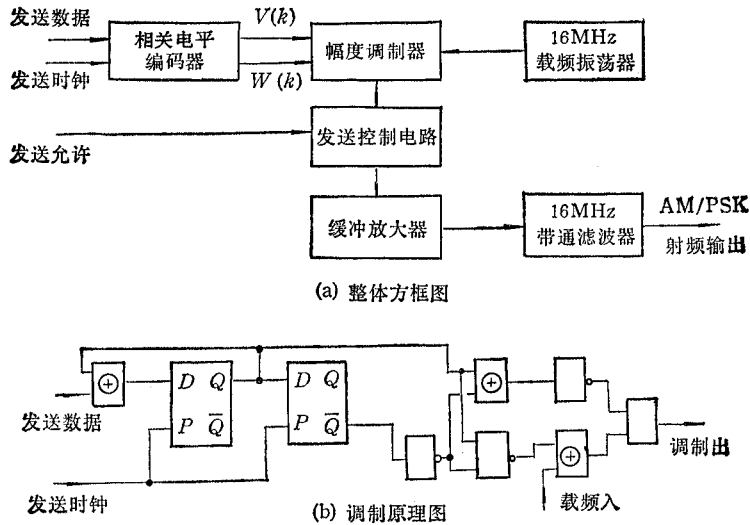 发送数据
发送时钟
相关电平
编码器
V(k)
W(k)
幅度调制器
16MHz
载频振荡器
发送允许
发送控制电路
缓冲放大器
16MHz
带通滤波器
AM/PSK
射频输出
(a) 整体方框图
发送数据
⊕
D Q
P Q̅
D Q
P Q̅
⊕
⊕
调制出
发送时钟
载频入
(b) 调制原理图